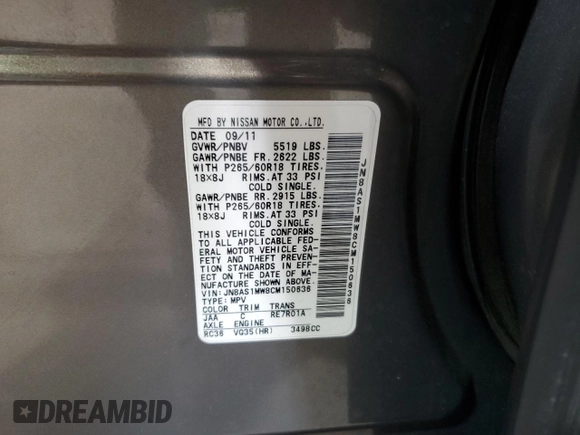 MFD BY NISSAN MOTOR CO.,LTD.
DATE 09/11
GVWR/PNBV 5519 LBS.
GAWR/PNBE FR. 2622 LBS.
WITH P265/60R18 TIRES.
18X8J RIMS. AT 33 PSI
COLD SINGLE.
GAWR/PNBE RR. 2915 LBS.
WITH P265/60R18 TIRES.
18X8J RIMS. AT 33 PSI
COLD SINGLE.
THIS VEHICLE CONFORMS
TO ALL APPLICABLE FED-
ERAL MOTOR VEHICLE SA-
FETY AND THEFT PREVEN-
TION STANDARDS IN EFF-
ECT ON THE DATE OF MA-
NUFACTURE SHOWN ABOVE.
VIN: JN8AS1MW8CM150636
TYPE: MPV
COLOR TRIM TRANS
JAA C RE7R01A
AXLE ENGINE
RC36 VQ35(HR) 3498CC
JN8AS1MW8CM150636
DREAMBID